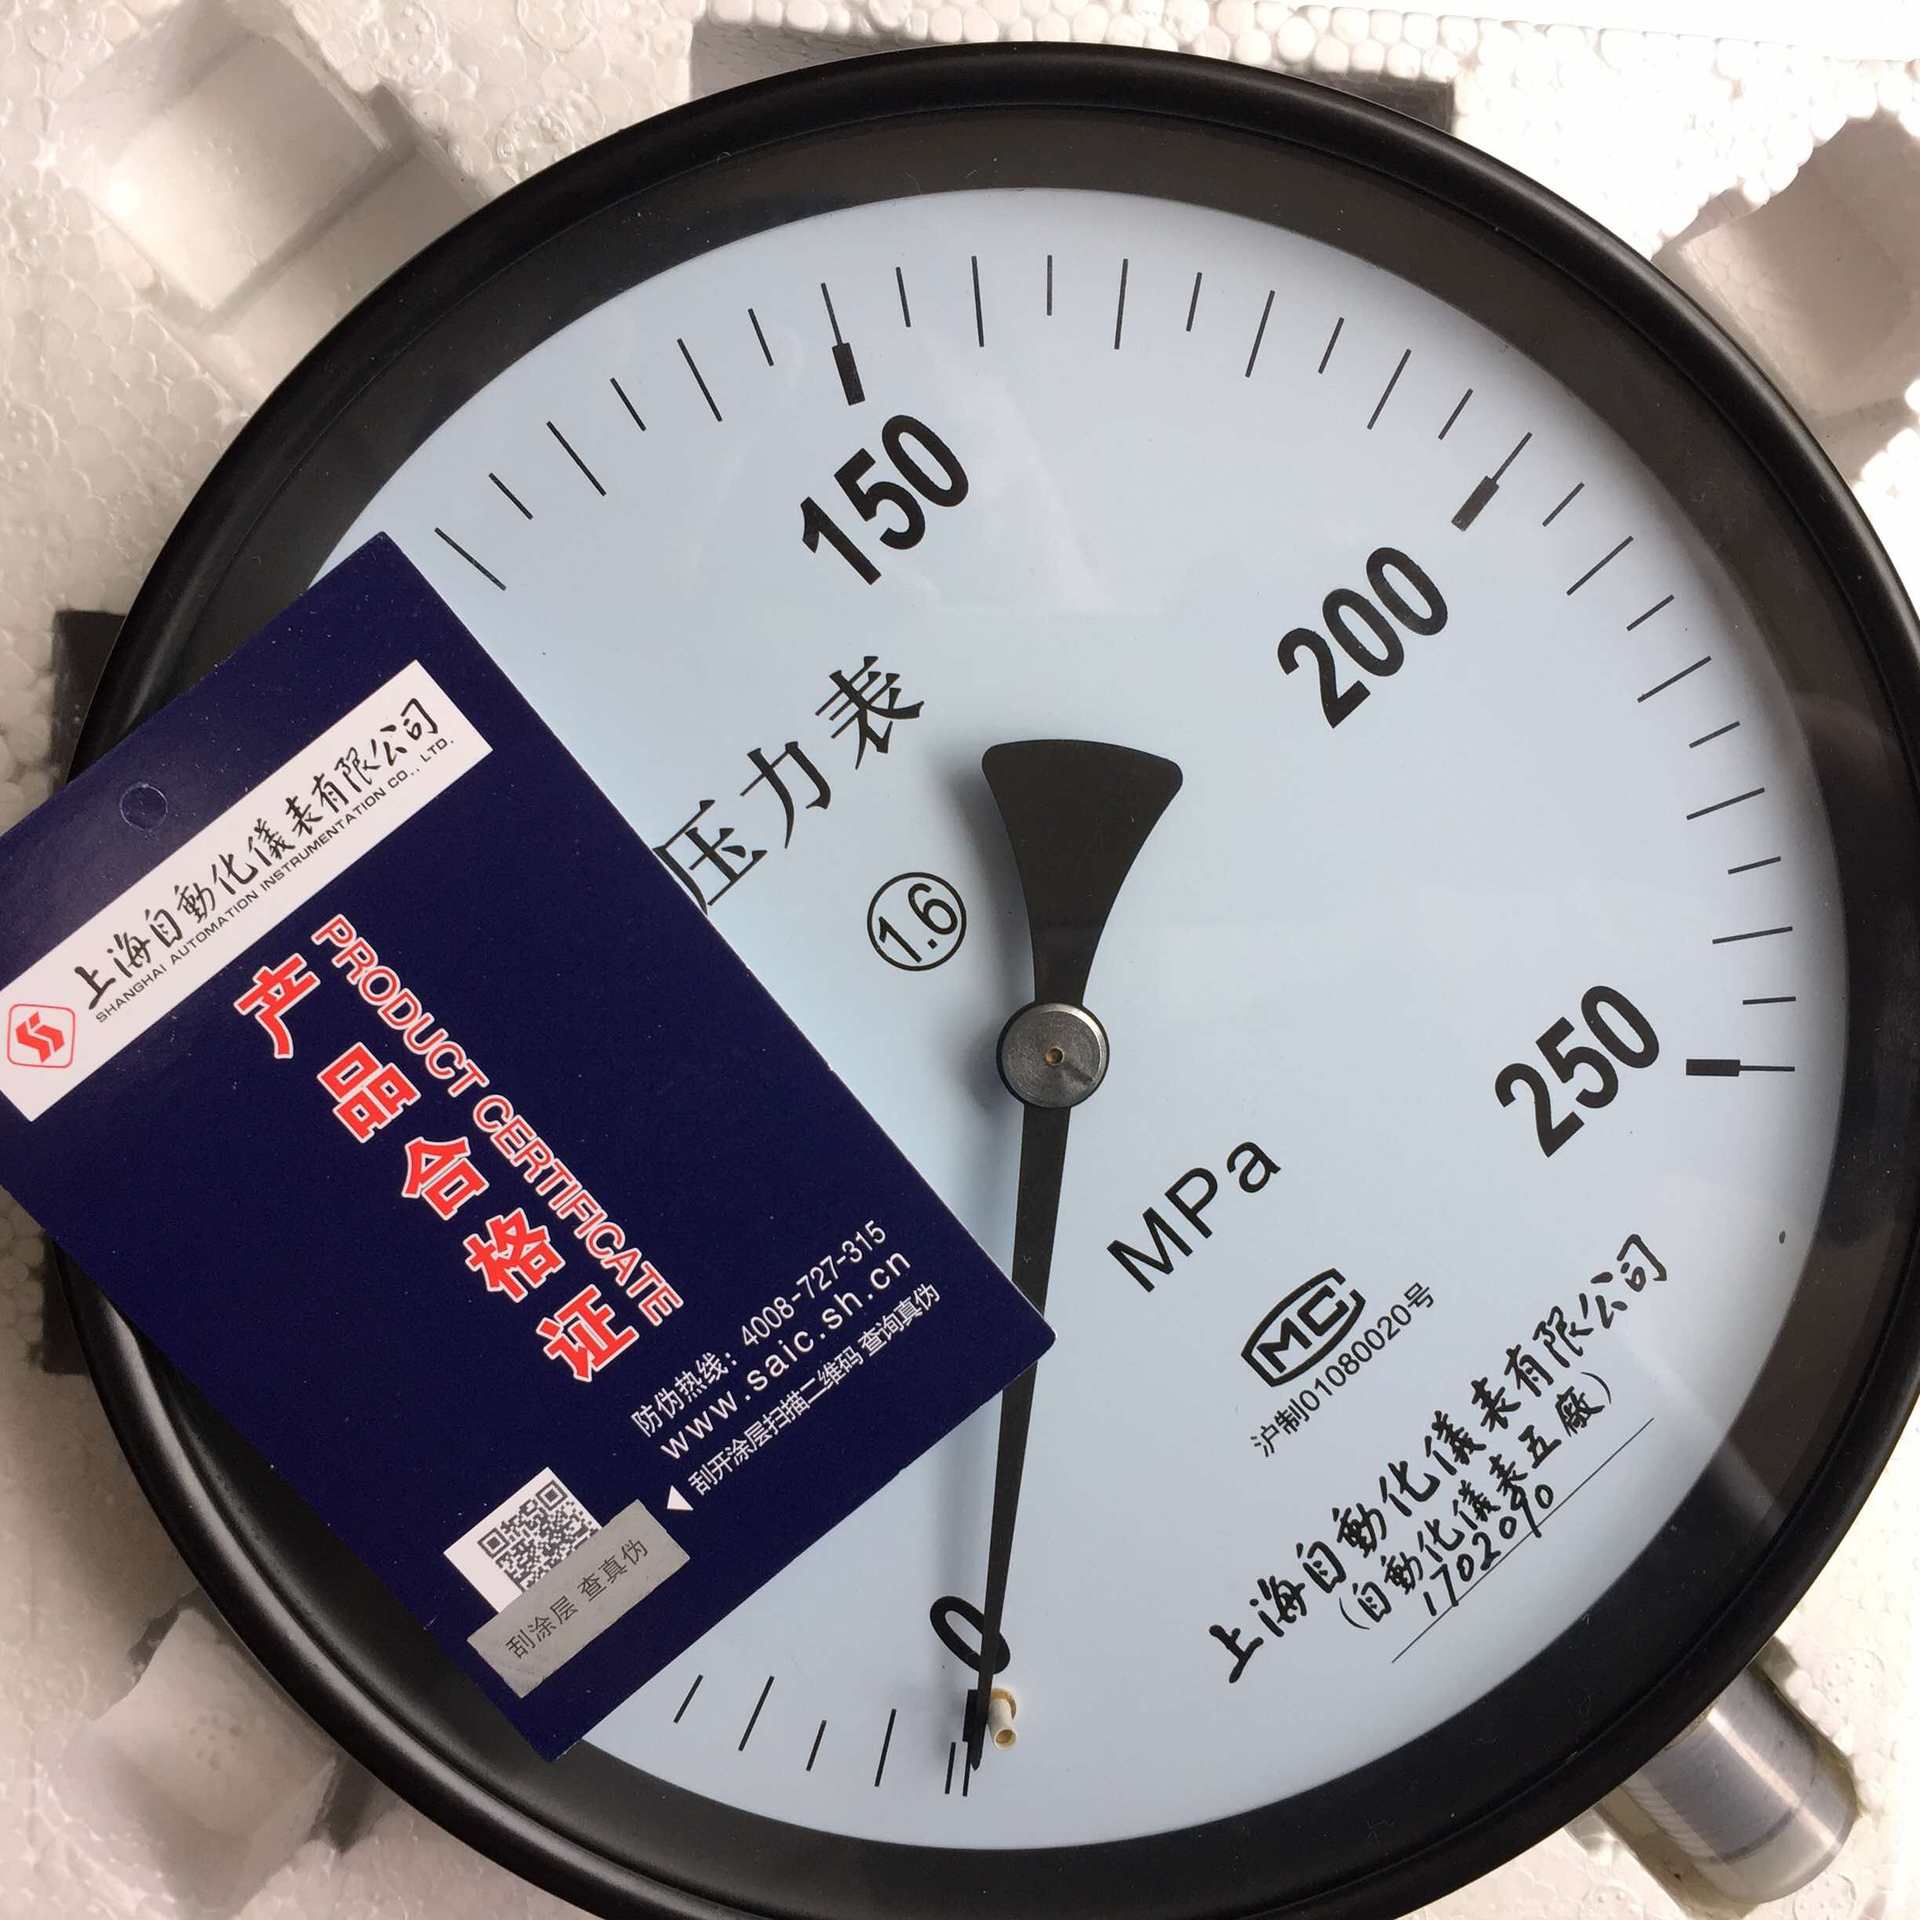 150
200
250
0
压力表
1.6
MPa
MC
沪制01080020号
上海自動化儀表有限公司
(自動化儀表五廠)
1702090
上海自動化儀表有限公司
SHANGHAI AUTOMATION INSTRUMENTATION CO., LTD.
PRODUCT CERTIFICATE
产品合格证
防伪热线：4008-727-315
www.saic.sh.cn
刮开涂层扫描二维码 查询真伪
刮涂层 查真伪